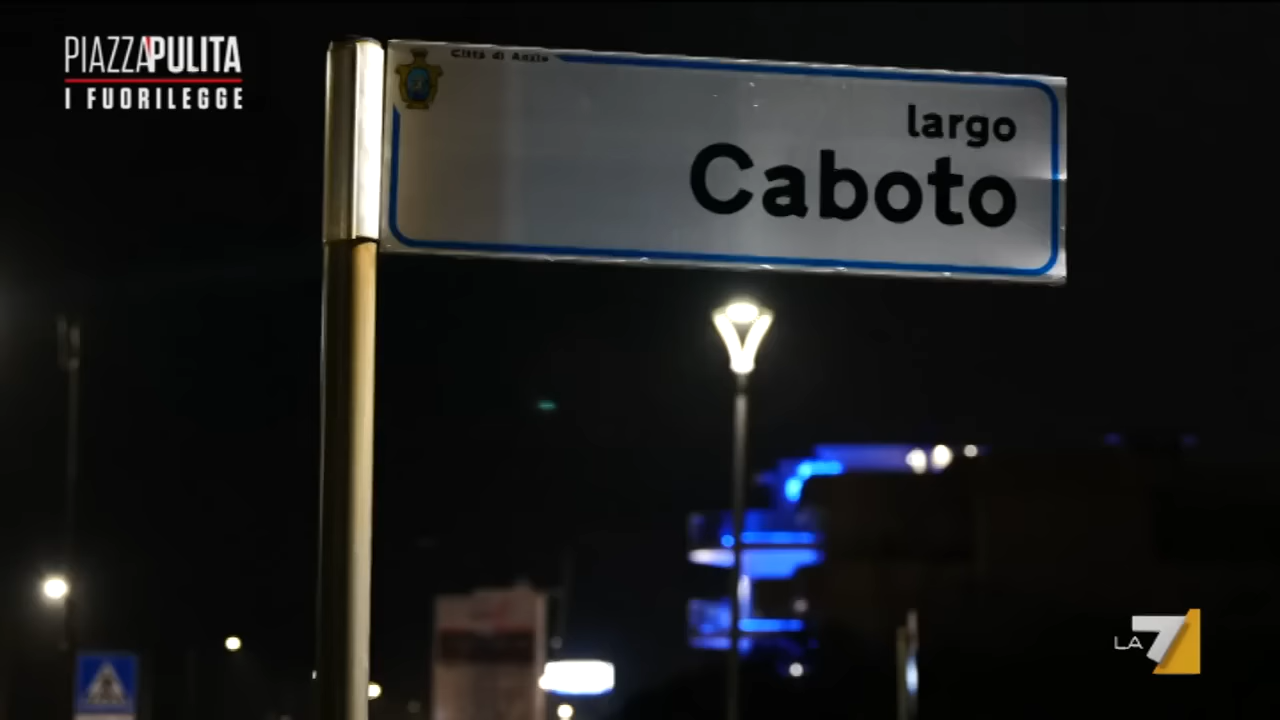 PIAZZAPULITA
I FUORILEGGE
Città di Anzio
largo
Caboto
LA7